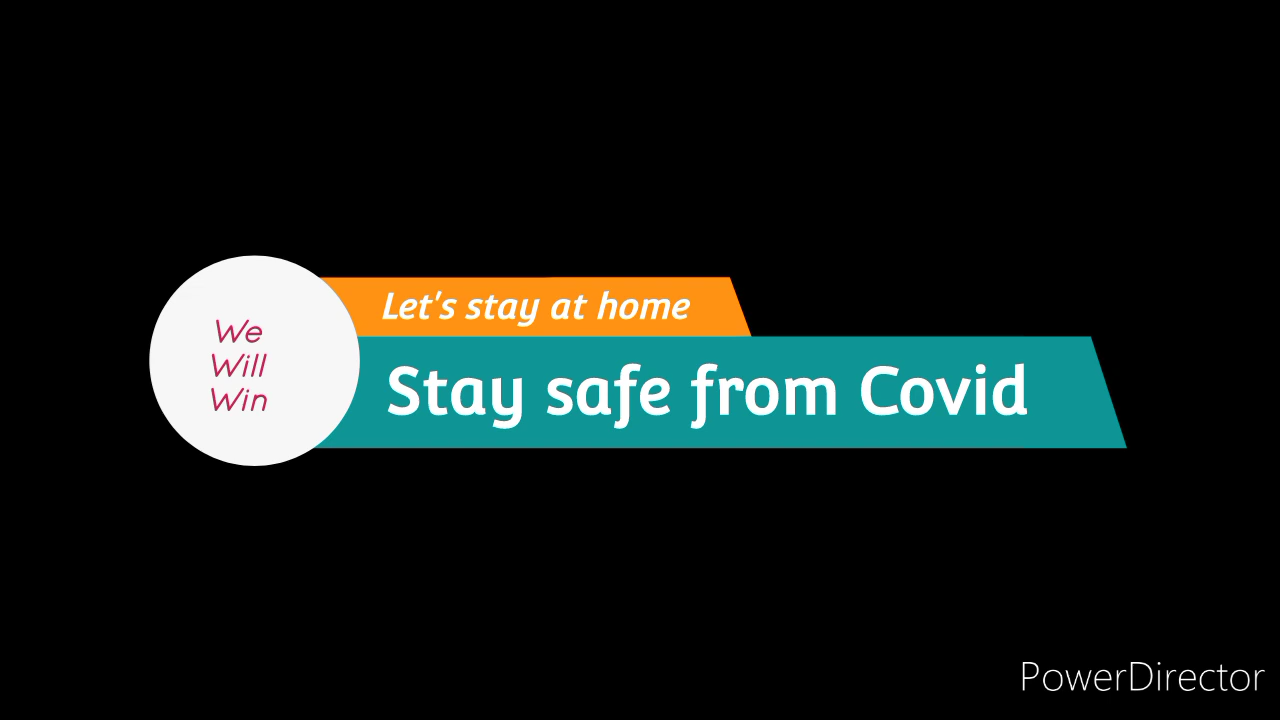 We
Will
Win
Let's stay at home
Stay safe from Covid
PowerDirector